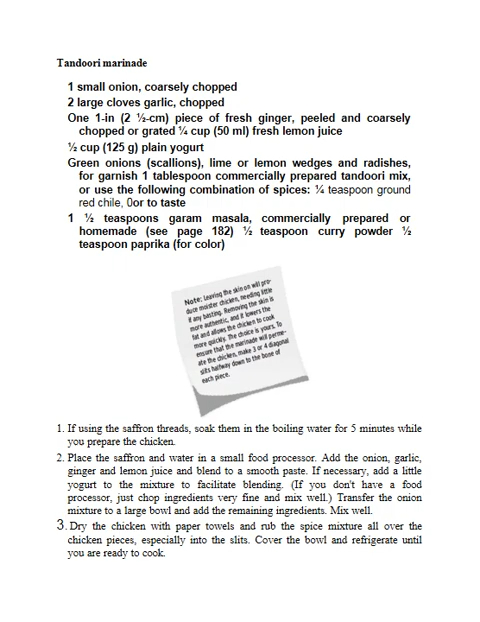 Tandoori marinade
1 small onion, coarsely chopped
2 large cloves garlic, chopped
One 1-in (2 ½-cm) piece of fresh ginger, peeled and coarsely
chopped or grated ¼ cup (50 ml) fresh lemon juice
½ cup (125 g) plain yogurt
Green onions (scallions), lime or lemon wedges and radishes,
for garnish 1 tablespoon commercially prepared tandoori mix,
or use the following combination of spices: ¼ teaspoon ground
red chile, 0or to taste
1 ½ teaspoons garam masala, commercially prepared or
homemade (see page 182) ½ teaspoon curry powder ½
teaspoon paprika (for color)
Note: Leaving the skin on will pro-
duce moister chicken, needing little
if any basting. Removing the skin is
more authentic, and it lowers the
fat and allows the chicken to cook
more quickly. The choice is yours. To
ensure that the marinade will perme-
ate the chicken, make 3 or 4 diagonal
slits halfway down to the bone of
each piece.
1. If using the saffron threads, soak them in the boiling water for 5 minutes while
you prepare the chicken.
2. Place the saffron and water in a small food processor. Add the onion, garlic,
ginger and lemon juice and blend to a smooth paste. If necessary, add a little
yogurt to the mixture to facilitate blending. (If you don't have a food
processor, just chop ingredients very fine and mix well.) Transfer the onion
mixture to a large bowl and add the remaining ingredients. Mix well.
3. Dry the chicken with paper towels and rub the spice mixture all over the
chicken pieces, especially into the slits. Cover the bowl and refrigerate until
you are ready to cook.